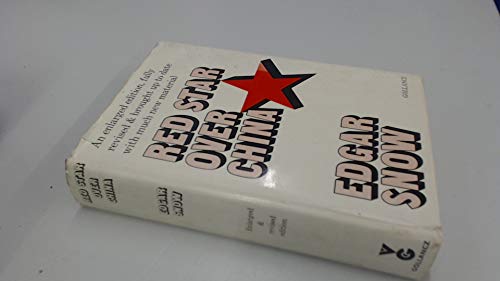 An enlarged edition, fully
revised & brought up to date
with much new material
RED STAR
OVER
CHINA
EDGAR
SNOW
GOLLANCZ
RED STAR
OVER
CHINA
EDGAR
SNOW
Enlarged
&
revised
edition
VG
GOLLANCZ